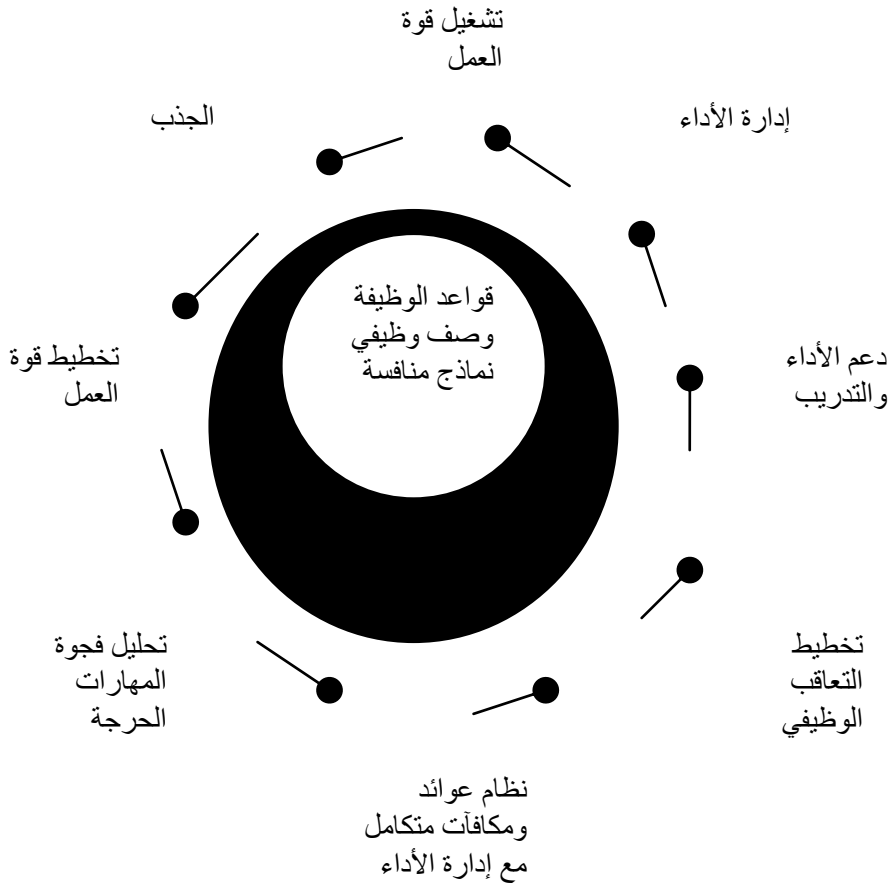 تشغيل قوة
العمل
إدارة الأداء
الجذب
قواعد الوظيفة
وصف وظيفي
نماذج منافسة
دعم الأداء
والتدريب
تخطيط قوة
العمل
تخطيط
التعاقب
الوظيفي
تحليل فجوة
المهارات
الحرجة
نظام عوائد
ومكافآت متكامل
مع إدارة الأداء